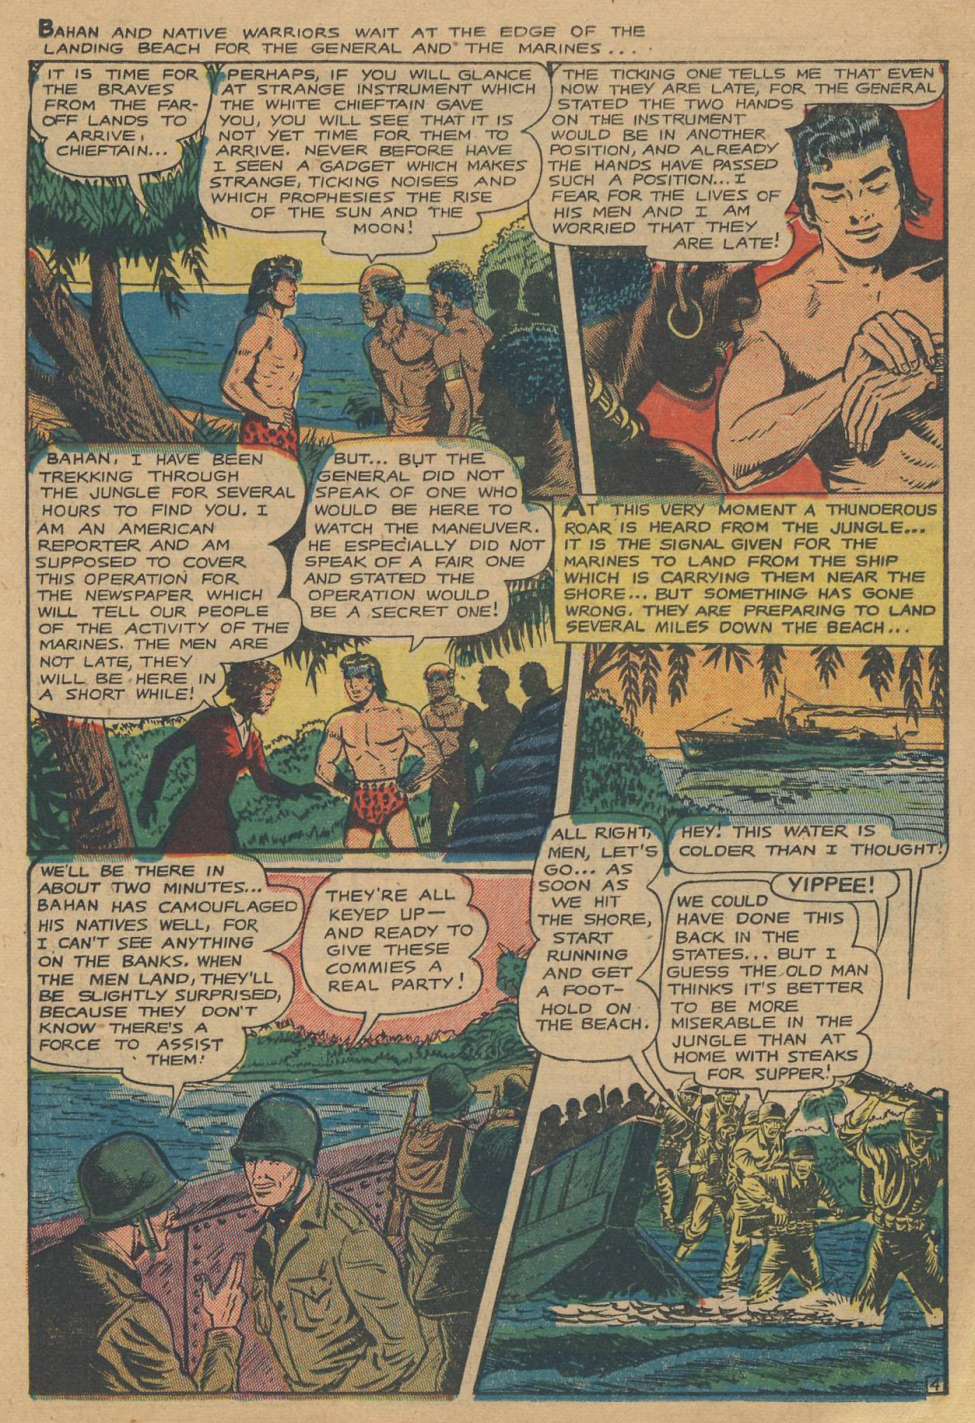 BAHAN AND NATIVE WARRIORS WAIT AT THE EDGE OF THE
LANDING BEACH FOR THE GENERAL AND THE MARINES...
IT IS TIME FOR
THE BRAVES
FROM THE FAR-
OFF LANDS TO
ARRIVE,
CHIEFTAIN...
PERHAPS, IF YOU WILL GLANCE
AT STRANGE INSTRUMENT WHICH
THE WHITE CHIEFTAIN GAVE
YOU, YOU WILL SEE THAT IT IS
NOT YET TIME FOR THEM TO
ARRIVE. NEVER BEFORE HAVE
I SEEN A GADGET WHICH MAKES
STRANGE, TICKING NOISES AND
WHICH PROPHESIES THE RISE
OF THE SUN AND THE
MOON!
THE TICKING ONE TELLS ME THAT EVEN
NOW THEY ARE LATE, FOR THE GENERAL
STATED THE TWO HANDS
ON THE INSTRUMENT
WOULD BE IN ANOTHER
POSITION, AND ALREADY
THE HANDS HAVE PASSED
SUCH A POSITION... I
FEAR FOR THE LIVES OF
HIS MEN AND I AM
WORRIED THAT THEY
ARE LATE!
BAHAN, I HAVE BEEN
TREKKING THROUGH
THE JUNGLE FOR SEVERAL
HOURS TO FIND YOU. I
AM AN AMERICAN
REPORTER AND AM
SUPPOSED TO COVER
THIS OPERATION FOR
THE NEWSPAPER WHICH
WILL TELL OUR PEOPLE
OF THE ACTIVITY OF THE
MARINES. THE MEN ARE
NOT LATE, THEY
WILL BE HERE IN
A SHORT WHILE!
BUT... BUT THE
GENERAL DID NOT
SPEAK OF ONE WHO
WOULD BE HERE TO
WATCH THE MANEUVER.
HE ESPECIALLY DID NOT
SPEAK OF A FAIR ONE
AND STATED THE
OPERATION WOULD
BE A SECRET ONE!
AT THIS VERY MOMENT A THUNDEROUS
ROAR IS HEARD FROM THE JUNGLE...
IT IS THE SIGNAL GIVEN FOR THE
MARINES TO LAND FROM THE SHIP
WHICH IS CARRYING THEM NEAR THE
SHORE... BUT SOMETHING HAS GONE
WRONG. THEY ARE PREPARING TO LAND
SEVERAL MILES DOWN THE BEACH...
WE'LL BE THERE IN
ABOUT TWO MINUTES...
BAHAN HAS CAMOUFLAGED
HIS NATIVES WELL, FOR
I CAN'T SEE ANYTHING
ON THE BANKS. WHEN
THE MEN LAND, THEY'LL
BE SLIGHTLY SURPRISED,
BECAUSE THEY DON'T
KNOW THERE'S A
FORCE TO ASSIST
THEM!
THEY'RE ALL
KEYED UP—
AND READY TO
GIVE THESE
COMMIES A
REAL PARTY!
ALL RIGHT,
MEN, LET'S
GO... AS
SOON AS
WE HIT
THE SHORE,
START
RUNNING
AND GET
A FOOT-
HOLD ON
THE BEACH.
HEY! THIS WATER IS
COLDER THAN I THOUGHT!
YIPPEE!
WE COULD
HAVE DONE THIS
BACK IN THE
STATES... BUT I
GUESS THE OLD MAN
THINKS IT'S BETTER
TO BE MORE
MISERABLE IN THE
JUNGLE THAN AT
HOME WITH STEAKS
FOR SUPPER!
4